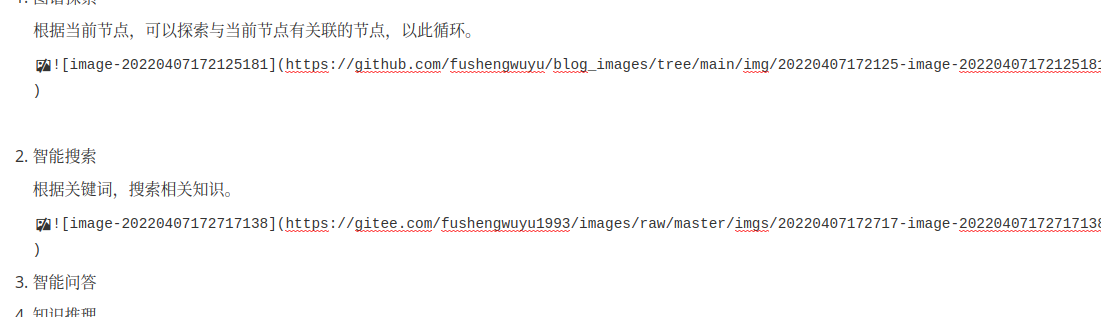 1. 图谱探索
根据当前节点，可以探索与当前节点有关联的节点，以此循环。
![image-20220407172125181](https://github.com/fushengwuyu/blog_images/tree/main/img/20220407172125-image-20220407172125181
)
2. 智能搜索
根据关键词，搜索相关知识。
![image-20220407172717138](https://gitee.com/fushengwuyu1993/images/raw/master/imgs/20220407172717-image-20220407172717138
)
3. 智能问答
4. 知识推理